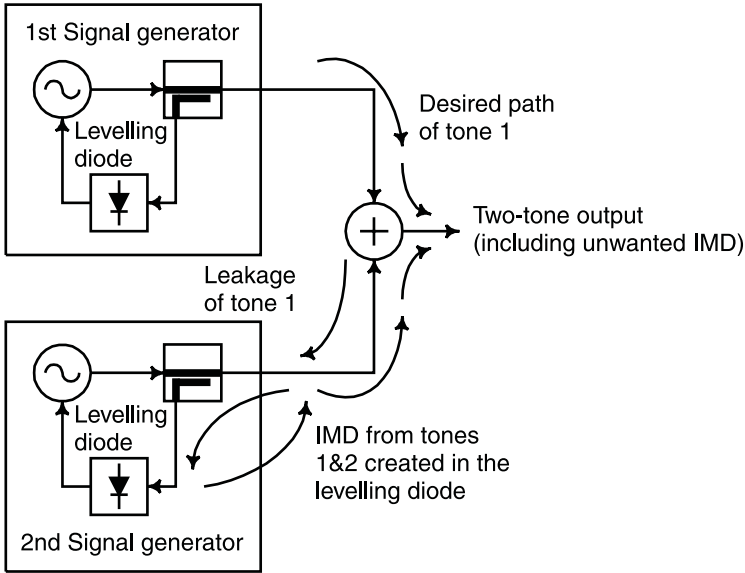 1st Signal generator
Levelling
diode
Desired path
of tone 1
Two-tone output
(including unwanted IMD)
Leakage
of tone 1
Levelling
diode
IMD from tones
1&2 created in the
levelling diode
2nd Signal generator